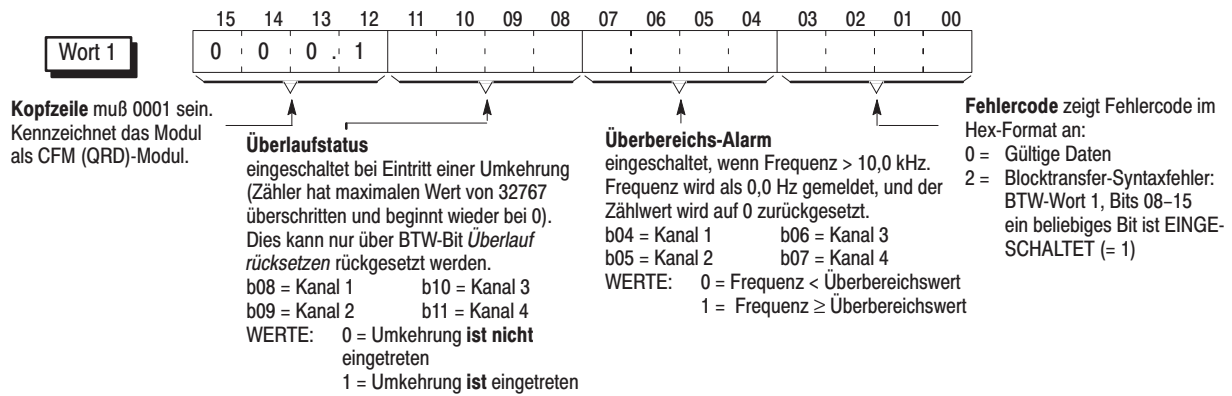 15 14 13 12 11 10 09 08 07 06 05 04 03 02 01 00
Wort 1
0 0 0 . 1
Kopfzeile muß 0001 sein.
Kennzeichnet das Modul
als CFM (QRD)-Modul.
Überlaufstatus
eingeschaltet bei Eintritt einer Umkehrung
(Zähler hat maximalen Wert von 32767
überschritten und beginnt wieder bei 0).
Dies kann nur über BTW-Bit Überlauf
rücksetzen rückgesetzt werden.
b08 = Kanal 1 b10 = Kanal 3
b09 = Kanal 2 b11 = Kanal 4
WERTE: 0 = Umkehrung ist nicht
eingetreten
1 = Umkehrung ist eingetreten
Überbereichs-Alarm
eingeschaltet, wenn Frequenz > 10,0 kHz.
Frequenz wird als 0,0 Hz gemeldet, und der
Zählwert wird auf 0 zurückgesetzt.
b04 = Kanal 1 b06 = Kanal 3
b05 = Kanal 2 b07 = Kanal 4
WERTE: 0 = Frequenz < Überbereichswert
1 = Frequenz ≥ Überbereichswert
Fehlercode zeigt Fehlercode im
Hex-Format an:
0 = Gültige Daten
2 = Blocktransfer-Syntaxfehler:
BTW-Wort 1, Bits 08–15
ein beliebiges Bit ist EINGE-
SCHALTET (= 1)